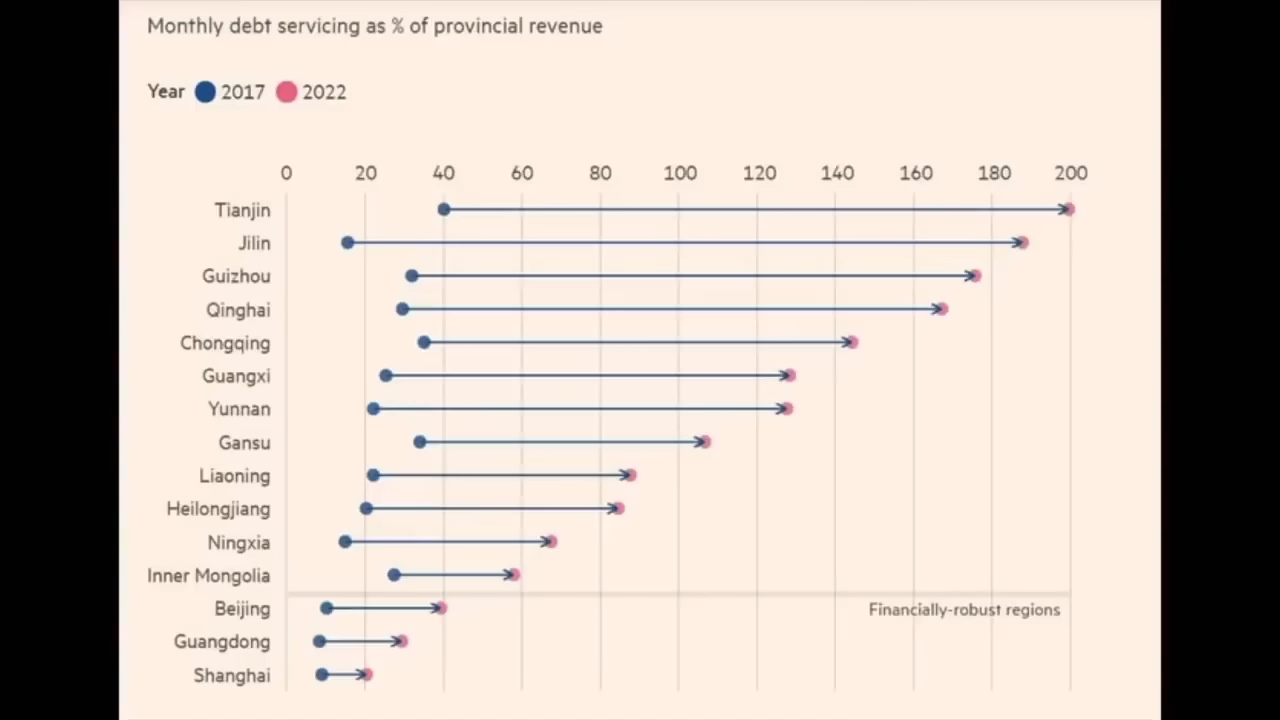 Monthly debt servicing as % of provincial revenue
Year 2017 2022
0 20 40 60 80 100 120 140 160 180 200
Tianjin
Jilin
Guizhou
Qinghai
Chongqing
Guangxi
Yunnan
Gansu
Liaoning
Heilongjiang
Ningxia
Inner Mongolia
Beijing Financially-robust regions
Guangdong
Shanghai